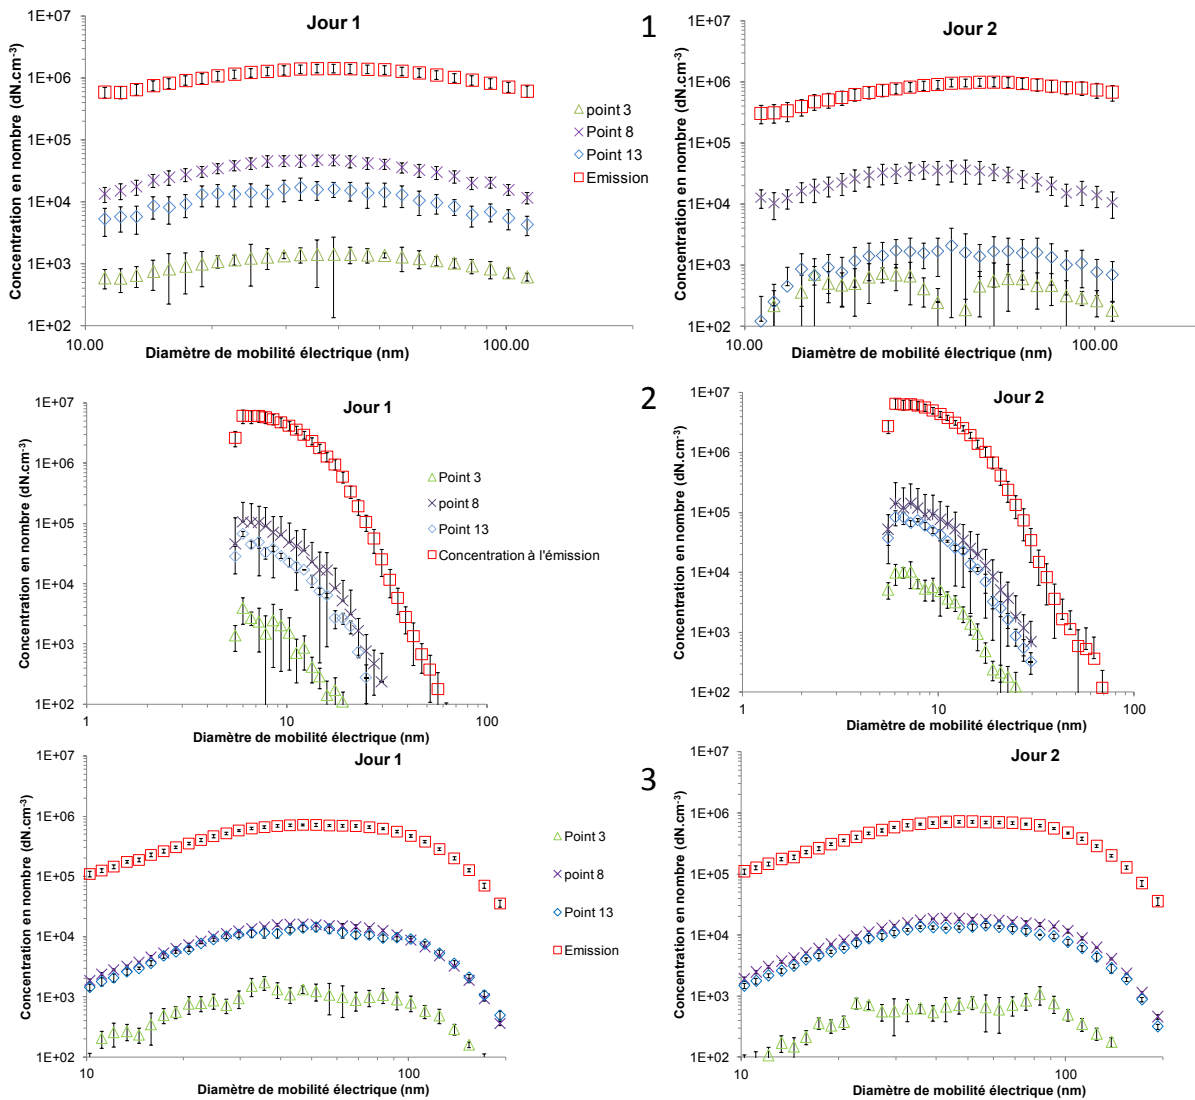 Jour 1
1
Jour 2
1E+07
1E+06
1E+05
1E+04
1E+03
1E+02
Concentration en nombre (dN.cm-3)
10.00
100.00
Diamètre de mobilité électrique (nm)
point 3
Point 8
Point 13
Emission
1E+07
1E+06
1E+05
1E+04
1E+03
1E+02
Concentration en nombre (dN.cm-3)
10.00
100.00
Diamètre de mobilité électrique (nm)
Jour 1
2
Jour 2
1E+07
1E+06
1E+05
1E+04
1E+03
1E+02
Concentration en nombre (dN.cm-3)
1
10
100
Diamètre de mobilité électrique (nm)
Point 3
point 8
Point 13
Concentration à l'émission
1E+07
1E+06
1E+05
1E+04
1E+03
1E+02
Concentration en nombre (dN.cm-3)
1
10
100
Diamètre de mobilité électrique (nm)
Jour 1
3
Jour 2
1E+07
1E+06
1E+05
1E+04
1E+03
1E+02
Concentration en nombre (dN.cm-3)
10
100
Diamètre de mobilité électrique (nm)
Point 3
point 8
Point 13
Emission
1E+07
1E+06
1E+05
1E+04
1E+03
1E+02
Concentration en nombre (dN.cm-3)
10
100
Diamètre de mobilité électrique (nm)